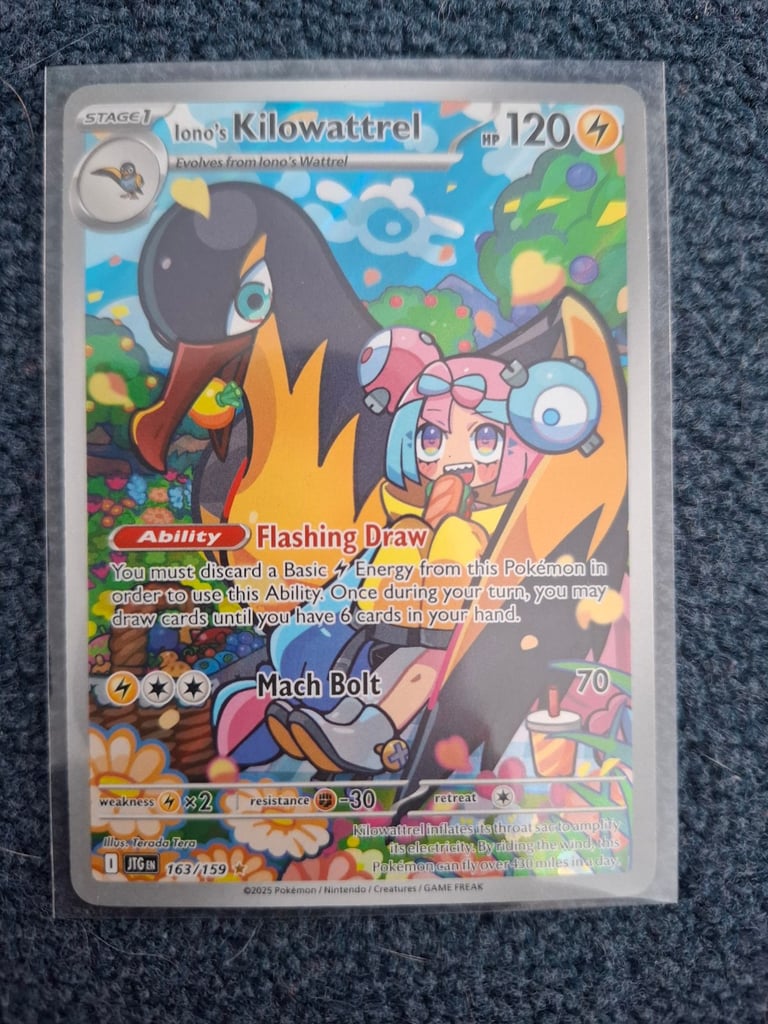 STAGE 1
Iono's Kilowattrel
HP 120
Evolves from Iono's Wattrel
Ability Flashing Draw
You must discard a Basic Energy from this Pokémon in
order to use this Ability. Once during your turn, you may
draw cards until you have 6 cards in your hand.
Mach Bolt 70
weakness ×2 resistance -30 retreat
Kilowattrel inflates its throat sac to amplify
its electricity. By riding the wind, this
Pokémon can fly over 430 miles in a day.
Illus. Terada Tera
I JTG EN 163/159
©2025 Pokémon / Nintendo / Creatures / GAME FREAK